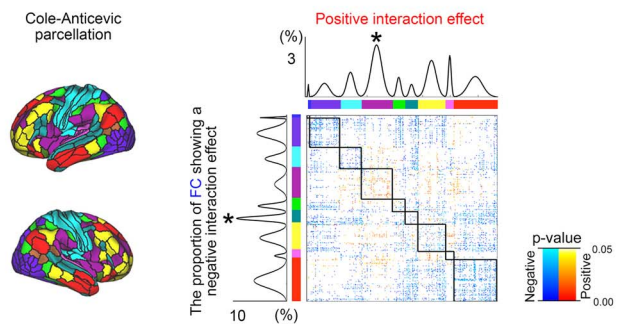 Cole-Anticevic
parcellation
Positive interaction effect
(%)
3
*
The proportion of FC showing a
negative interaction effect
*
10
(%)
p-value
Negative
Positive
0.05
0.00